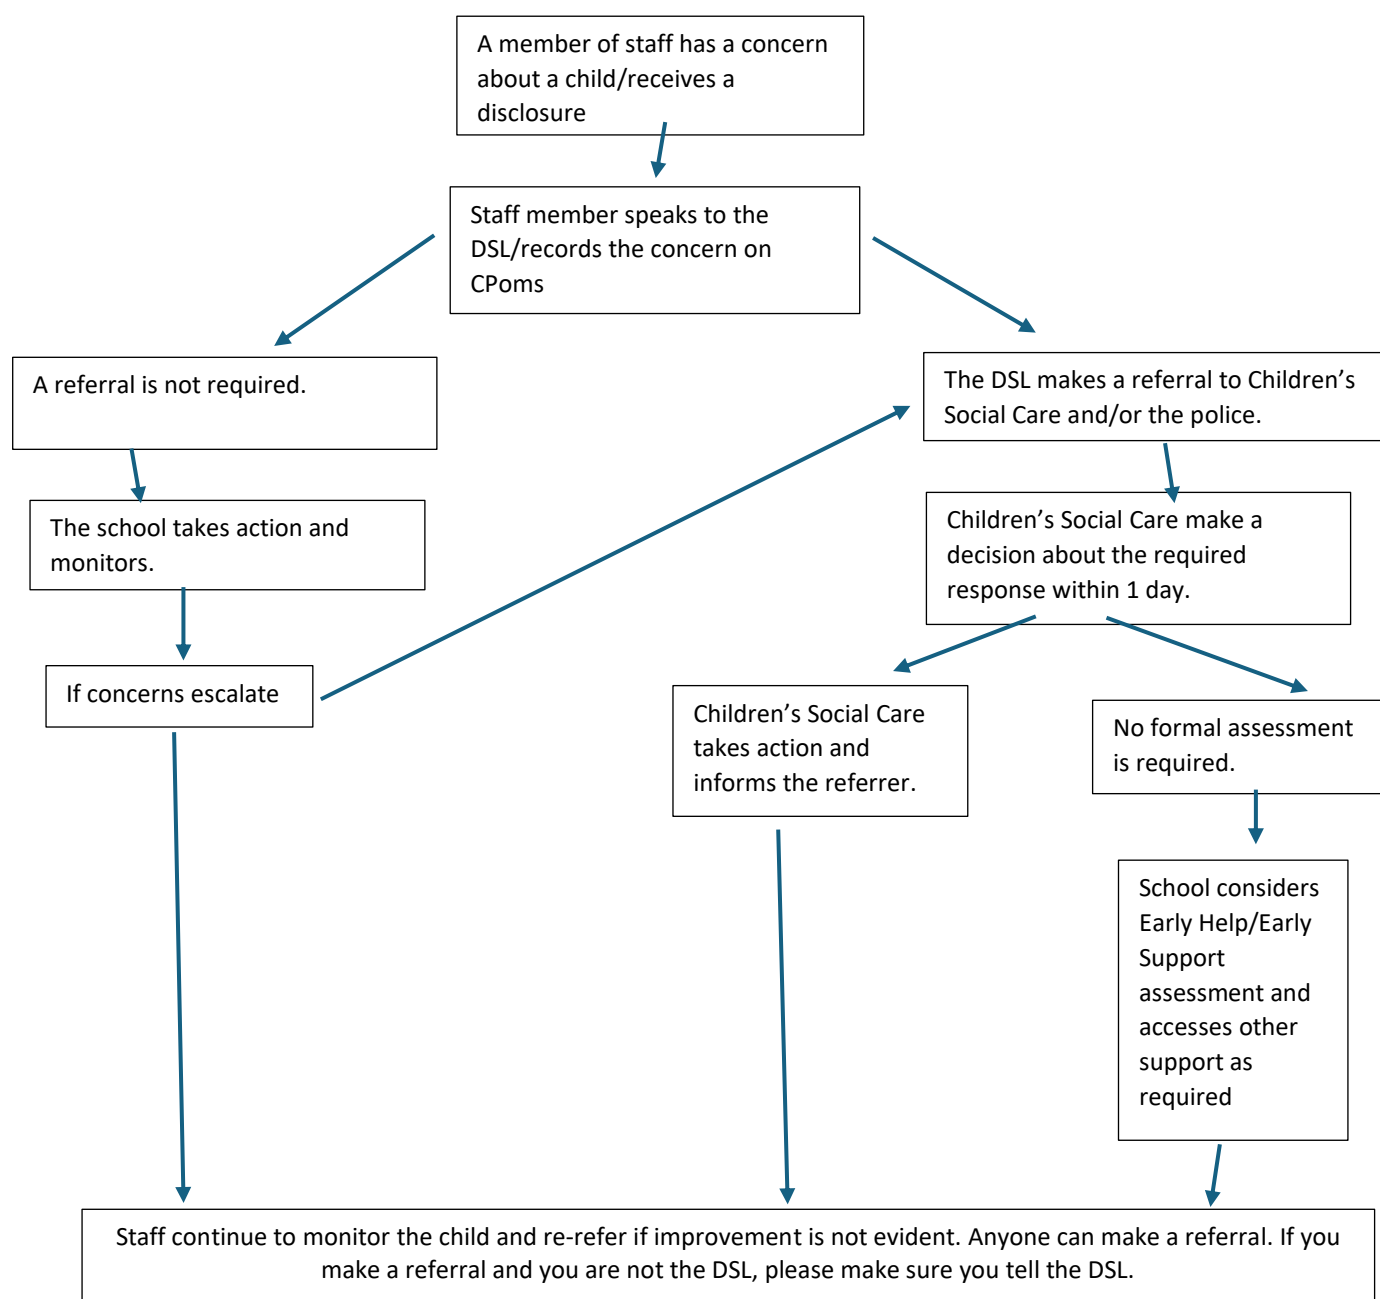 A member of staff has a concern
about a child/receives a
disclosure
Staff member speaks to the
DSL/records the concern on
CPoms
A referral is not required.
The DSL makes a referral to Children’s
Social Care and/or the police.
The school takes action and
monitors.
Children’s Social Care make a
decision about the required
response within 1 day.
If concerns escalate
Children’s Social Care
takes action and
informs the referrer.
No formal assessment
is required.
School considers
Early Help/Early
Support
assessment and
accesses other
support as
required
Staff continue to monitor the child and re-refer if improvement is not evident. Anyone can make a referral. If you
make a referral and you are not the DSL, please make sure you tell the DSL.